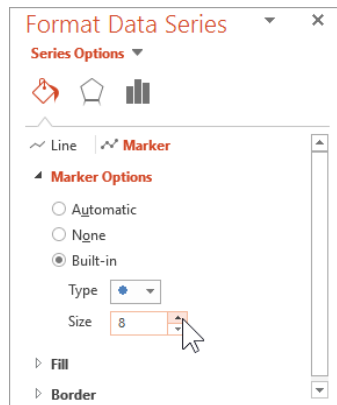 Format Data Series
Series Options
Line Marker
Marker Options
Automatic
None
Built-in
Type
Size 8
Fill
Border